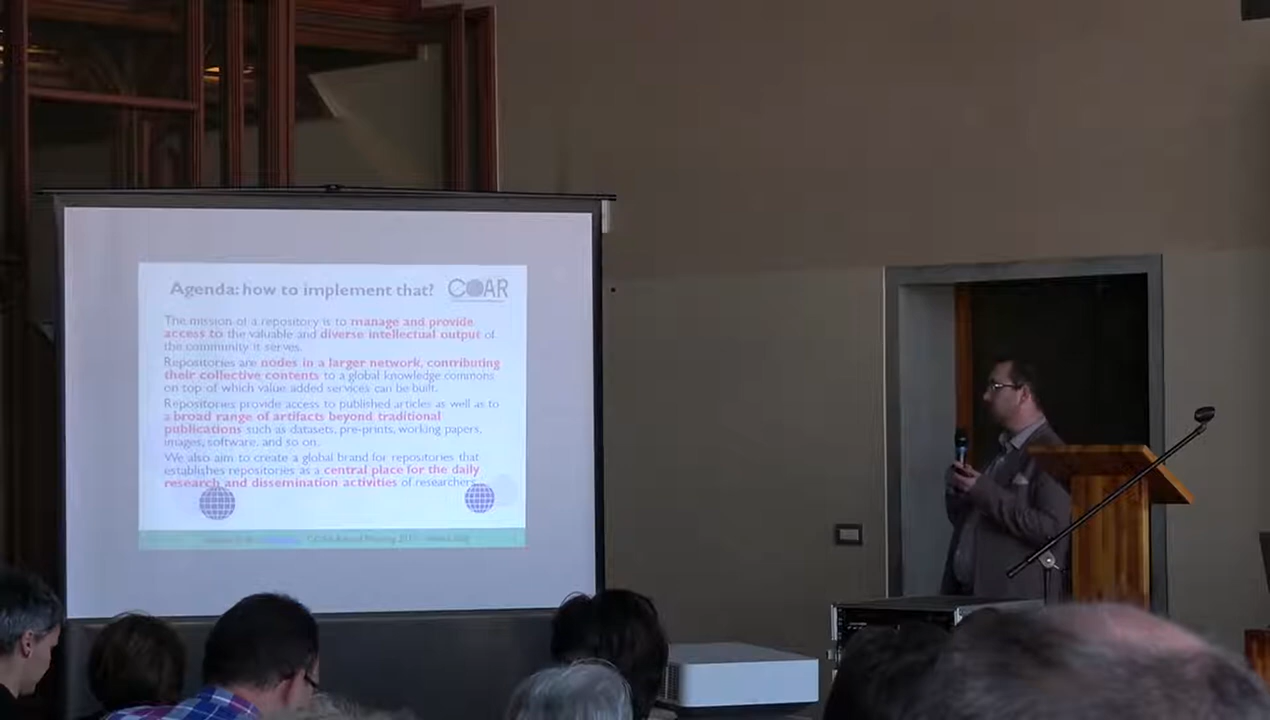 Agenda: how to implement that?
COAR
The mission of a repository is to manage and provide
access to the valuable and diverse intellectual output of
the community it serves.
Repositories are nodes in a larger network, contributing
their collective contents to a global knowledge commons
on top of which value added services can be built.
Repositories provide access to published articles as well as to
a broad range of artifacts beyond traditional
publications such as datasets, pre-prints, working papers,
images, software, and so on.
We also aim to create a global brand for repositories that
establishes repositories as a central place for the daily
research and dissemination activities of researchers.
COAR Annual Meeting